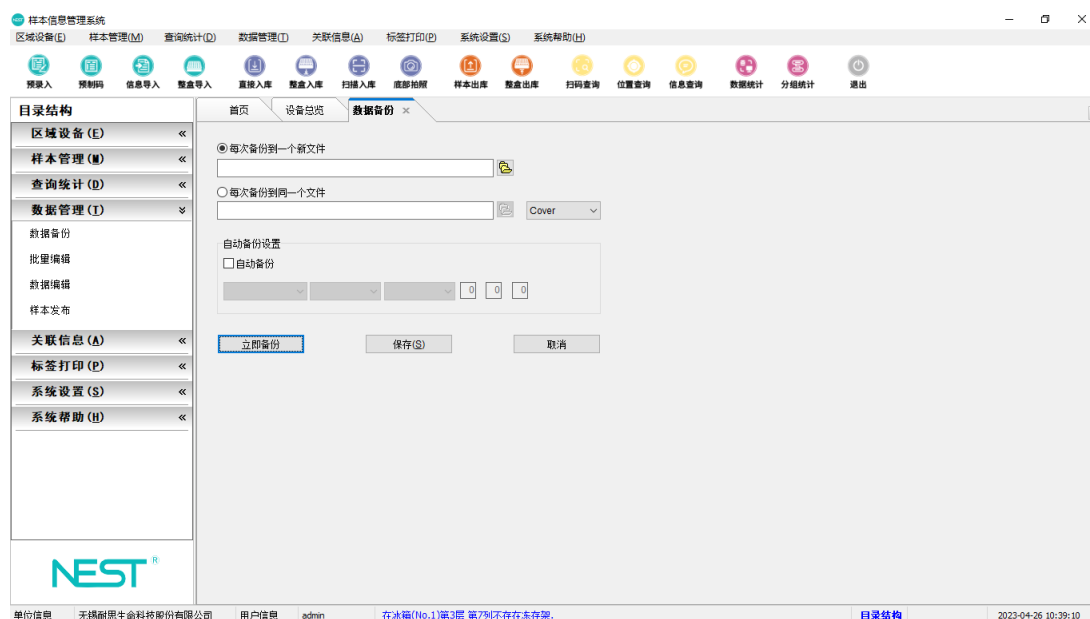 样本信息管理系统
区域设备(E) 样本管理(M) 查询统计(D) 数据管理(T) 关联信息(A) 标签打印(P) 系统设置(S) 系统帮助(H)
预录入 预制码 信息导入 整盒导入 直接入库 整盒入库 扫描入库 底部拍照 样本出库 整盒出库 扫码查询 位置查询 信息查询 数据统计 分组统计 退出
目录结构
首页 设备总览 数据备份 ×
区域设备(E)
样本管理(M)
查询统计(D)
数据管理(T)
数据备份
批里编辑
数据编辑
样本发布
关联信息(A)
标签打印(P)
系统设置(S)
系统帮助(H)
每次备份到一个新文件
每次备份到同一个文件
Cover
自动备份设置
自动备份
0 0 0
立即备份 保存(S) 取消
NEST R
单位信息 无锡耐思生命科技股份有限公司 用户信息 admin 在冰箱(No.1)第3层 第7列不存在冻存架. 目录结构 2023-04-26 10:39:10